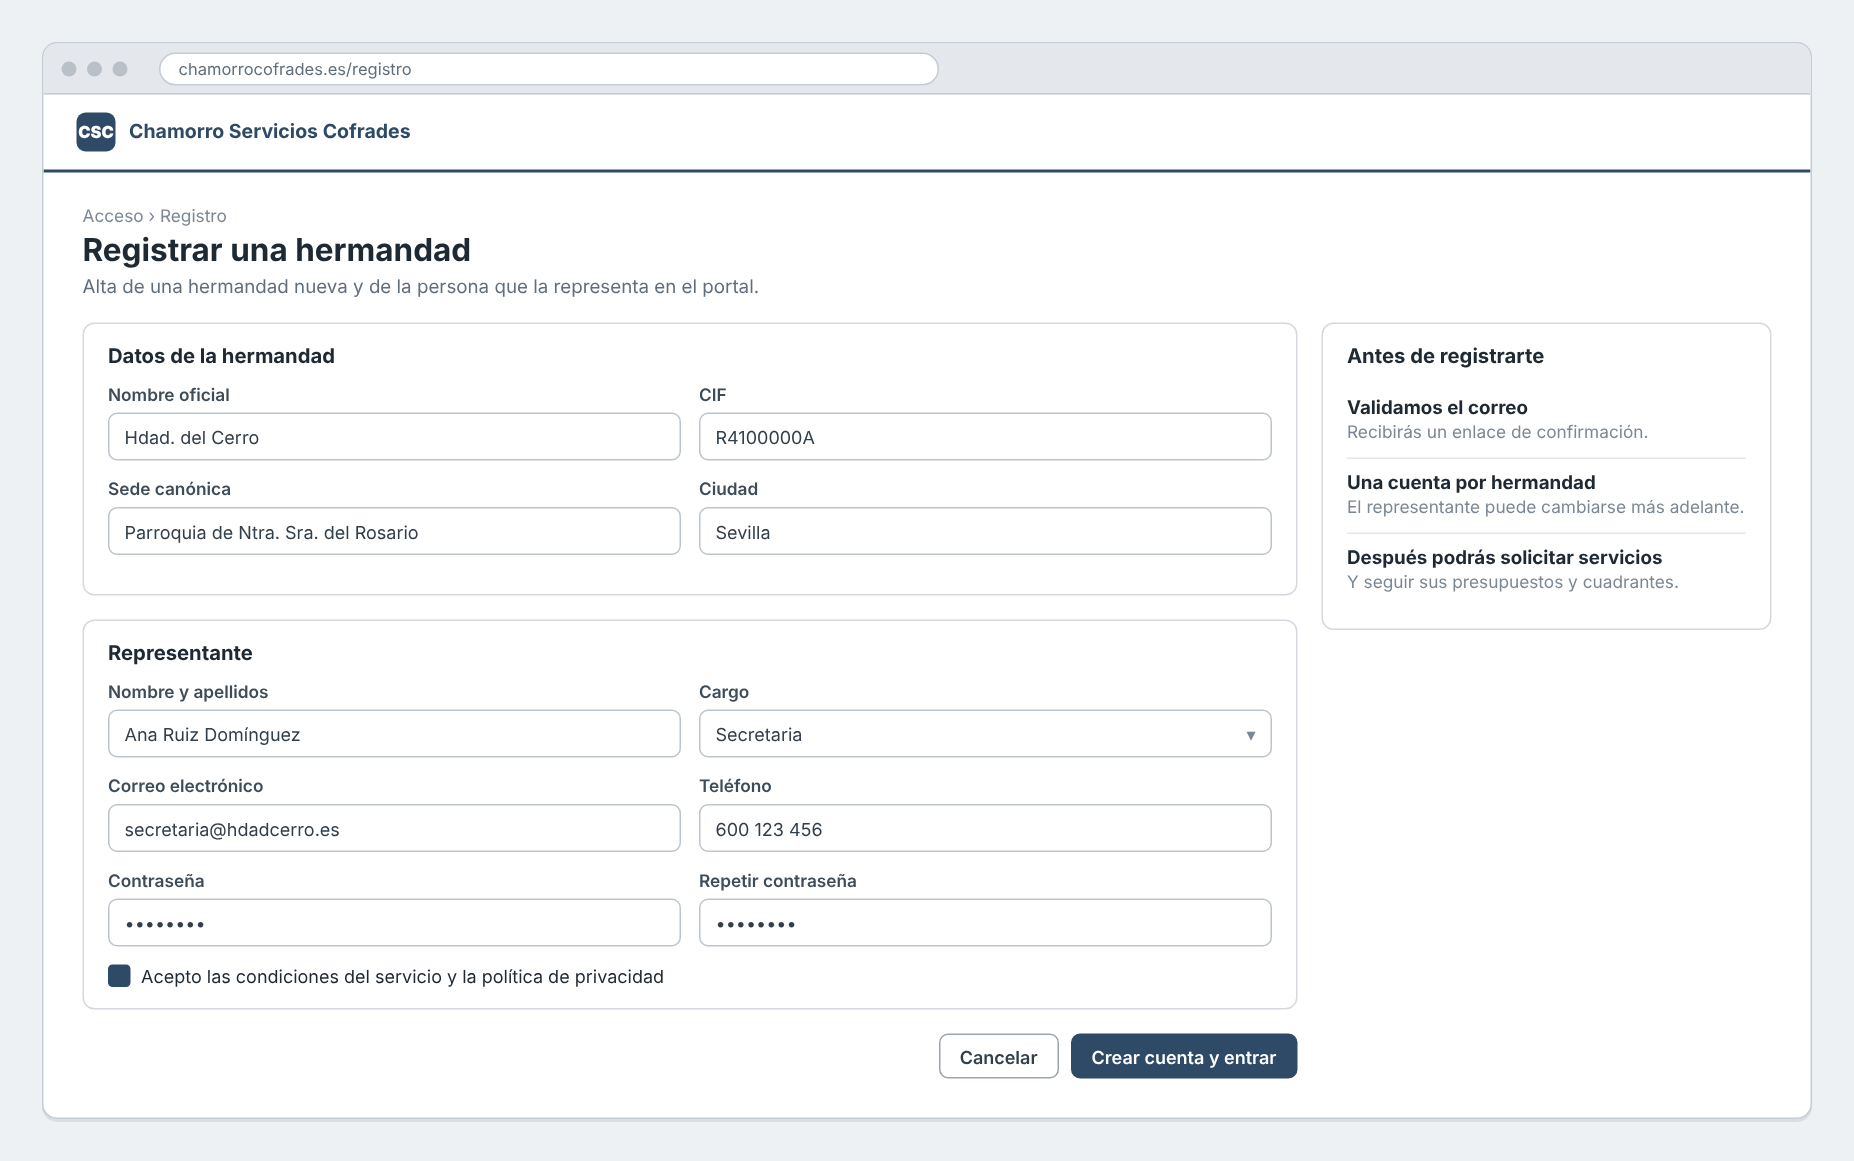 chamorrocofrades.es/registro
CSC
Chamorro Servicios Cofrades
Acceso › Registro
Registrar una hermandad
Alta de una hermandad nueva y de la persona que la representa en el portal.
Datos de la hermandad
Nombre oficial
CIF
Hdad. del Cerro
R4100000A
Sede canónica
Ciudad
Parroquia de Ntra. Sra. del Rosario
Sevilla
Representante
Nombre y apellidos
Cargo
Ana Ruiz Domínguez
Secretaria
Correo electrónico
Teléfono
secretaria@hdadcerro.es
600 123 456
Contraseña
Repetir contraseña
••••••••
••••••••
Acepto las condiciones del servicio y la política de privacidad
Cancelar
Crear cuenta y entrar
Antes de registrarte
Validamos el correo
Recibirás un enlace de confirmación.
Una cuenta por hermandad
El representante puede cambiarse más adelante.
Después podrás solicitar servicios
Y seguir sus presupuestos y cuadrantes.